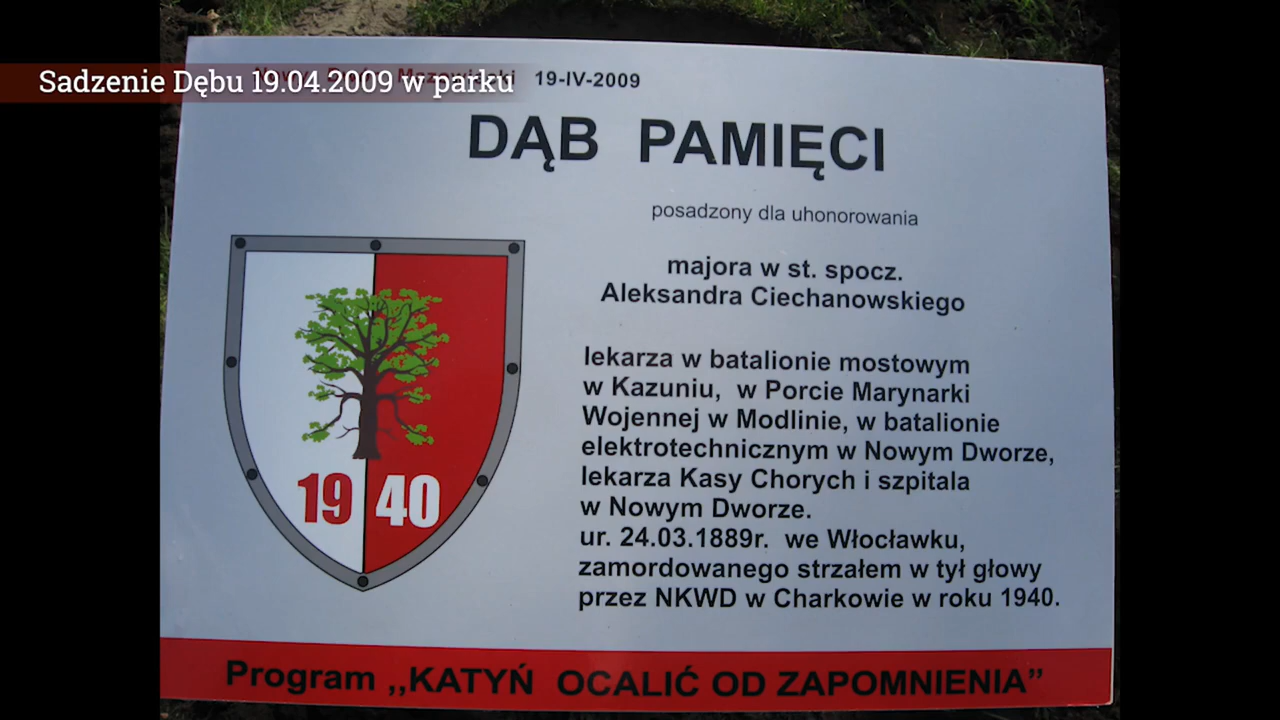 Sadzenie Dębu 19.04.2009 w parku
19-IV-2009
DĄB PAMIĘCI
posadzony dla uhonorowania
majora w st. spocz.
Aleksandra Ciechanowskiego
lekarza w batalionie mostowym
w Kazuniu, w Porcie Marynarki
Wojennej w Modlinie, w batalionie
elektrotechnicznym w Nowym Dworze,
lekarza Kasy Chorych i szpitala
w Nowym Dworze.
ur. 24.03.1889r. we Włocławku,
zamordowanego strzałem w tył głowy
przez NKWD w Charkowie w roku 1940.
19 40
Program ,,KATYŃ OCALIĆ OD ZAPOMNIENIA”